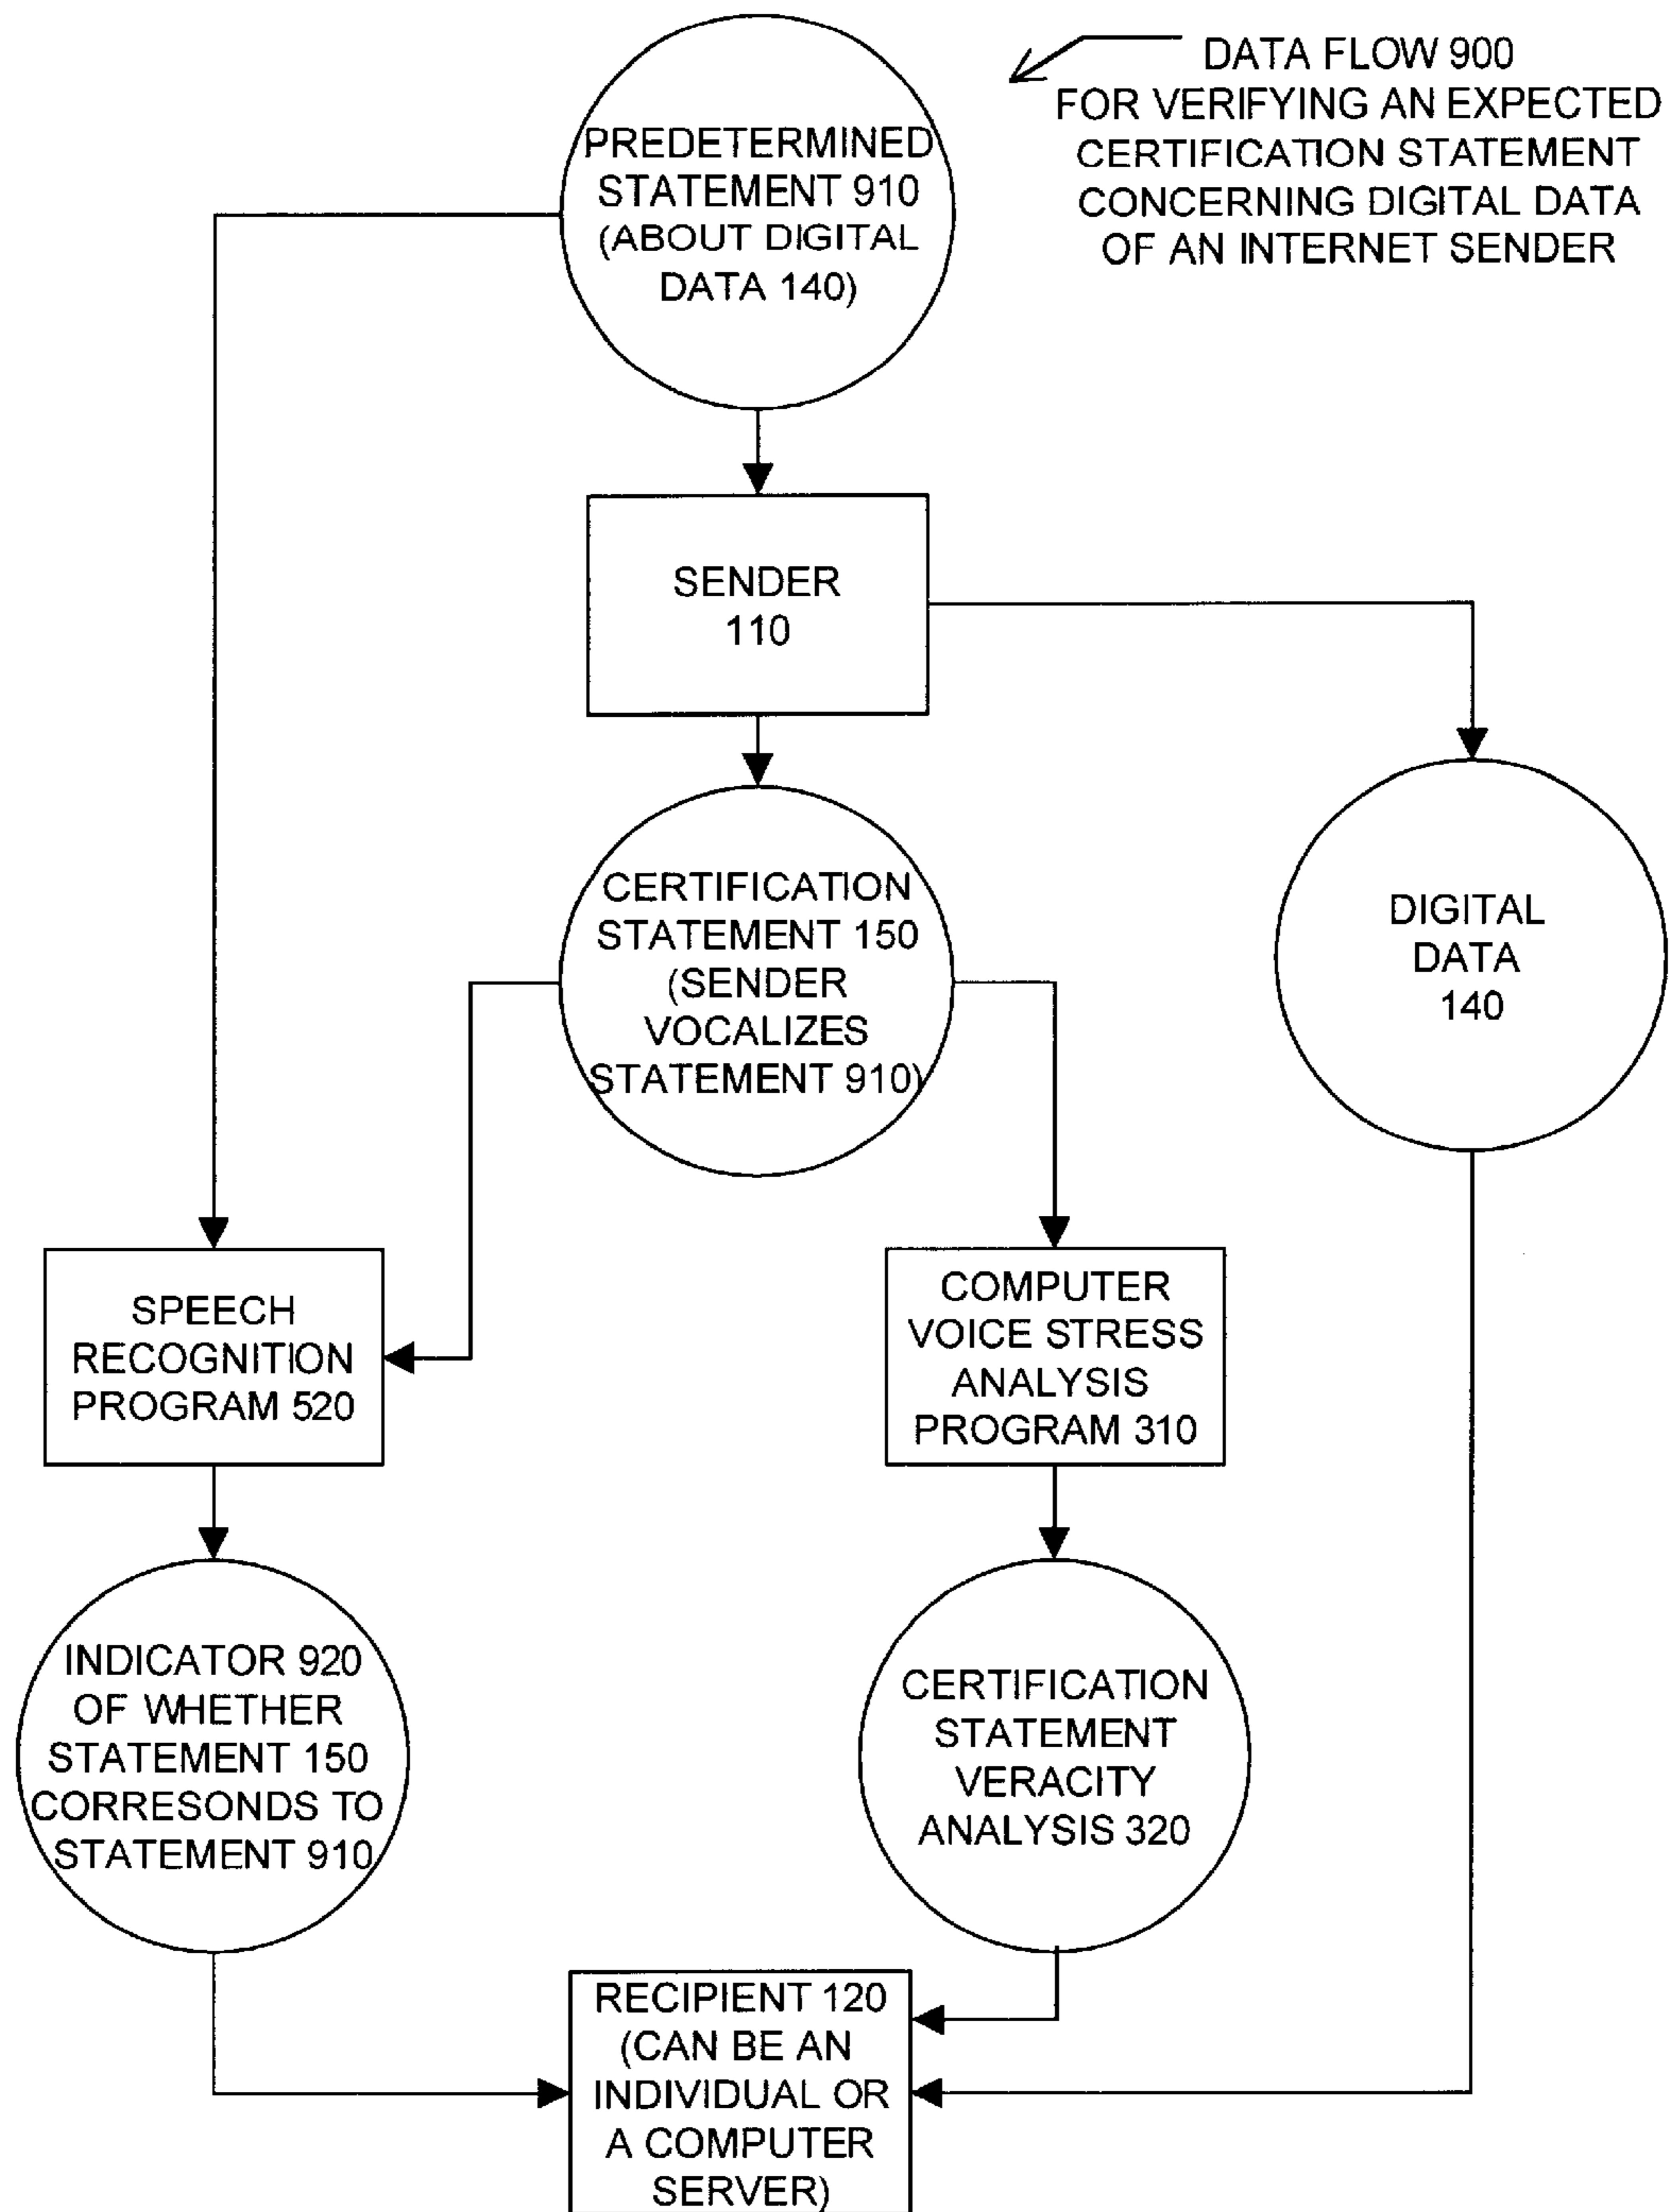 DATA FLOW 900
FOR VERIFYING AN EXPECTED
CERTIFICATION STATEMENT
CONCERNING DIGITAL DATA
OF AN INTERNET SENDER
PREDETERMINED
STATEMENT 910
(ABOUT DIGITAL
DATA 140)
SENDER
110
CERTIFICATION
STATEMENT 150
(SENDER
VOCALIZES
STATEMENT 910)
DIGITAL
DATA
140
SPEECH
RECOGNITION
PROGRAM 520
COMPUTER
VOICE STRESS
ANALYSIS
PROGRAM 310
INDICATOR 920
OF WHETHER
STATEMENT 150
CORRESONDS TO
STATEMENT 910
CERTIFICATION
STATEMENT
VERACITY
ANALYSIS 320
RECIPIENT 120
(CAN BE AN
INDIVIDUAL OR
A COMPUTER
SERVER)